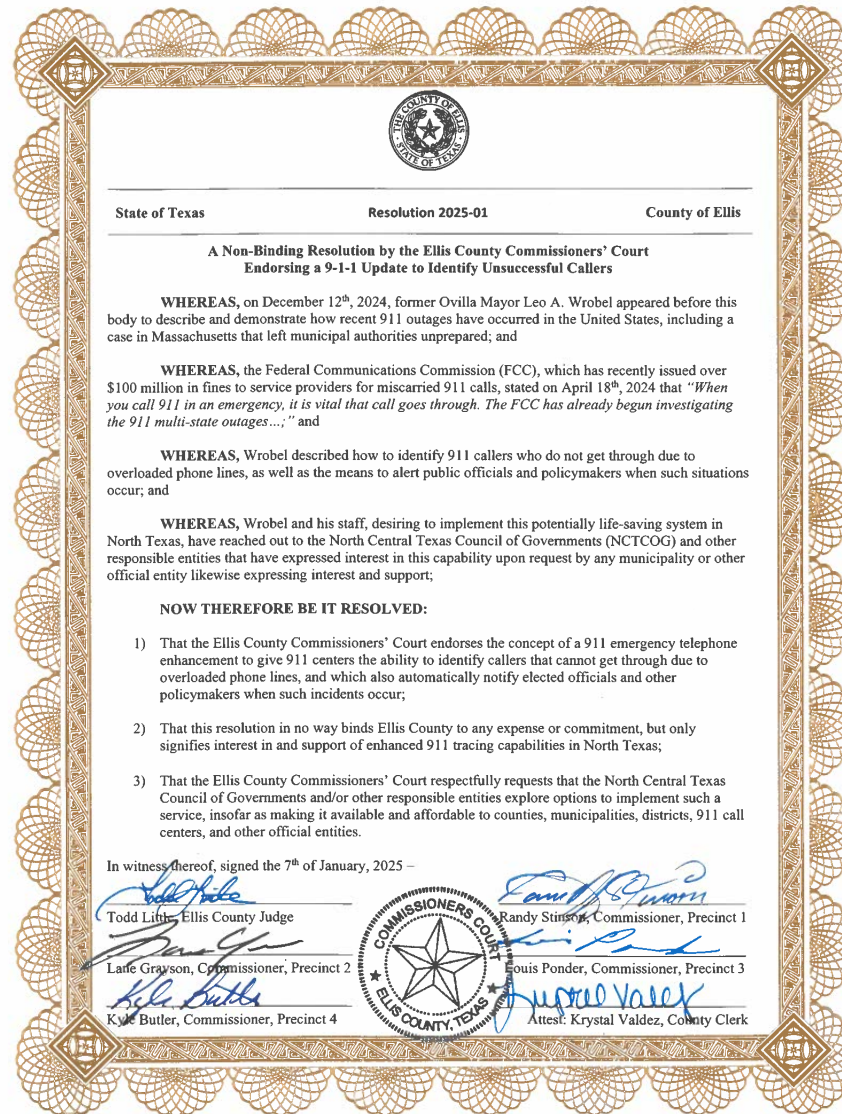 THE COUNTY OF ELLIS
STATE OF TEXAS
State of Texas Resolution 2025-01 County of Ellis
A Non-Binding Resolution by the Ellis County Commissioners' Court
Endorsing a 9-1-1 Update to Identify Unsuccessful Callers
WHEREAS, on December 12th, 2024, former Ovilla Mayor Leo A. Wrobel appeared before this
body to describe and demonstrate how recent 911 outages have occurred in the United States, including a
case in Massachusetts that left municipal authorities unprepared; and
WHEREAS, the Federal Communications Commission (FCC), which has recently issued over
$100 million in fines to service providers for miscarried 911 calls, stated on April 18th, 2024 that "When
you call 911 in an emergency, it is vital that call goes through. The FCC has already begun investigating
the 911 multi-state outages...;" and
WHEREAS, Wrobel described how to identify 911 callers who do not get through due to
overloaded phone lines, as well as the means to alert public officials and policymakers when such situations
occur; and
WHEREAS, Wrobel and his staff, desiring to implement this potentially life-saving system in
North Texas, have reached out to the North Central Texas Council of Governments (NCTCOG) and other
responsible entities that have expressed interest in this capability upon request by any municipality or other
official entity likewise expressing interest and support;
NOW THEREFORE BE IT RESOLVED:
1) That the Ellis County Commissioners' Court endorses the concept of a 911 emergency telephone
enhancement to give 911 centers the ability to identify callers that cannot get through due to
overloaded phone lines, and which also automatically notify elected officials and other
policymakers when such incidents occur;
2) That this resolution in no way binds Ellis County to any expense or commitment, but only
signifies interest in and support of enhanced 911 tracing capabilities in North Texas;
3) That the Ellis County Commissioners' Court respectfully requests that the North Central Texas
Council of Governments and/or other responsible entities explore options to implement such a
service, insofar as making it available and affordable to counties, municipalities, districts, 911 call
centers, and other official entities.
In witness thereof, signed the 7th of January, 2025 –
Todd Little, Ellis County Judge
Randy Stinson, Commissioner, Precinct 1
Lane Grayson, Commissioner, Precinct 2
Louis Ponder, Commissioner, Precinct 3
Kyle Butler
Kyle Butler, Commissioner, Precinct 4
Attest: Krystal Valdez, County Clerk
COMMISSIONERS COURT
ELLIS COUNTY, TEXAS